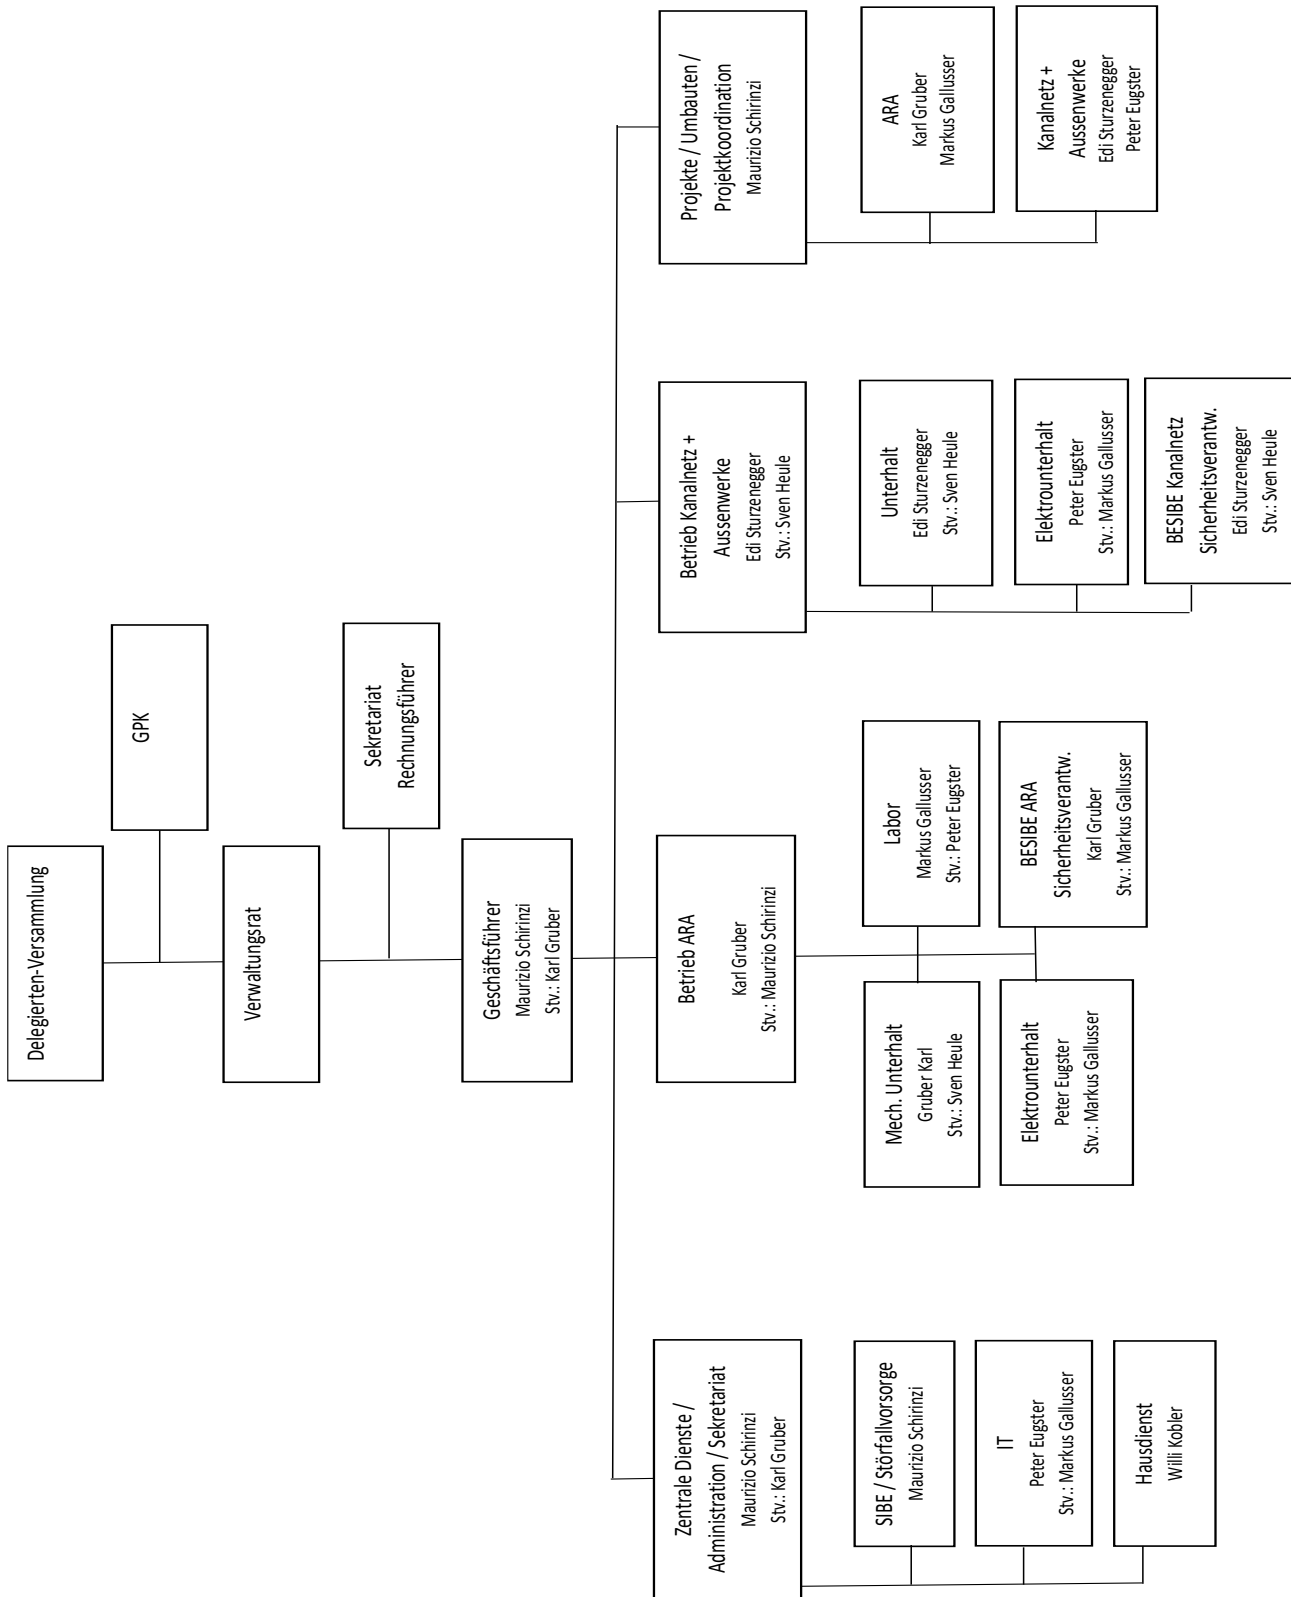 Delegierten-Versammlung
GPK
Verwaltungsrat
Sekretariat
Rechnungsführer
Geschäftsführer
Maurizio Schirinzi
Stv.: Karl Gruber
Zentrale Dienste /
Administration / Sekretariat
Maurizio Schirinzi
Stv.: Karl Gruber
SIBE / Störfallvorsorge
Maurizio Schirinzi
IT
Peter Eugster
Stv.: Markus Gallusser
Hausdienst
Willi Kobler
Betrieb ARA
Karl Gruber
Stv.: Maurizio Schirinzi
Mech. Unterhalt
Gruber Karl
Stv.: Sven Heule
Labor
Markus Gallusser
Stv.: Peter Eugster
Elektrounterhalt
Peter Eugster
Stv.: Markus Gallusser
BESIBE ARA
Sicherheitsverantw.
Karl Gruber
Stv.: Markus Gallusser
Betrieb Kanalnetz +
Aussenwerke
Edi Sturzenegger
Stv.: Sven Heule
Unterhalt
Edi Sturzenegger
Stv.: Sven Heule
Elektrounterhalt
Peter Eugster
Stv.: Markus Gallusser
BESIBE Kanalnetz
Sicherheitsverantw.
Edi Sturzenegger
Stv.: Sven Heule
Projekte / Umbauten /
Projektkoordination
Maurizio Schirinzi
ARA
Karl Gruber
Markus Gallusser
Kanalnetz +
Aussenwerke
Edi Sturzenegger
Peter Eugster